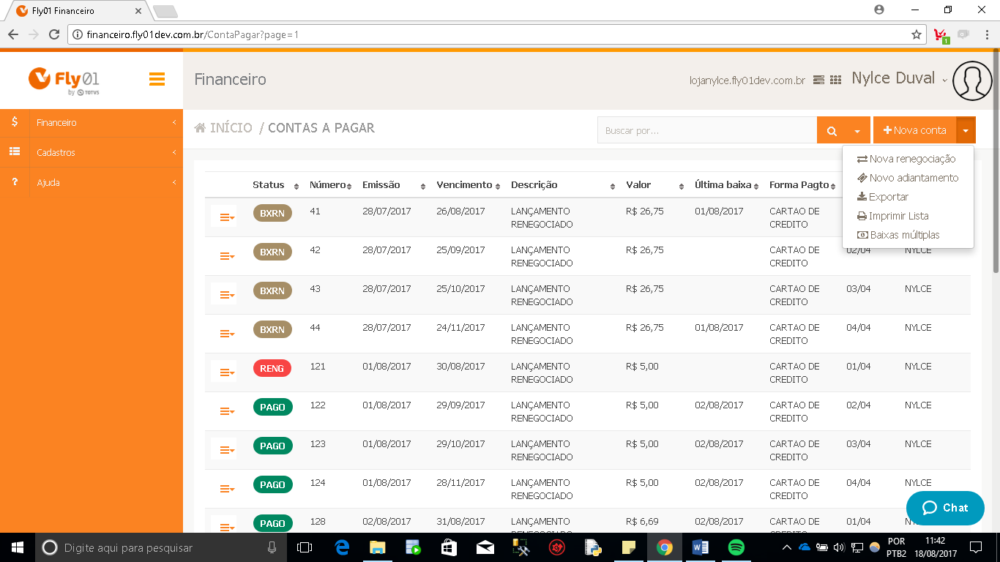 Fly01 Financeiro
financeiro.fly01dev.com.br/ContaPagar?page=1
1
Fly01
by TOTVS
Financeiro
lojanylce.fly01dev.com.br
Nylce Duval
$ Financeiro
Cadastros
? Ajuda
INÍCIO / CONTAS A PAGAR
Buscar por...
Nova conta
Nova renegociação
Novo adiantamento
Exportar
Imprimir Lista
Baixas múltiplas
Status Número Emissão Vencimento Descrição Valor Última baixa Forma Pagto
BXRN 41 28/07/2017 26/08/2017 LANÇAMENTO R$ 26,75 01/08/2017 CARTAO DE
RENEGOCIADO CREDITO
BXRN 42 28/07/2017 25/09/2017 LANÇAMENTO R$ 26,75 CARTAO DE 02/04 NYLCE
RENEGOCIADO CREDITO
BXRN 43 28/07/2017 25/10/2017 LANÇAMENTO R$ 26,75 CARTAO DE 03/04 NYLCE
RENEGOCIADO CREDITO
BXRN 44 28/07/2017 24/11/2017 LANÇAMENTO R$ 26,75 01/08/2017 CARTAO DE 04/04 NYLCE
RENEGOCIADO CREDITO
RENG 121 01/08/2017 30/08/2017 LANÇAMENTO R$ 5,00 CARTAO DE 01/04 NYLCE
RENEGOCIADO CREDITO
PAGO 122 01/08/2017 29/09/2017 LANÇAMENTO R$ 5,00 02/08/2017 CARTAO DE 02/04 NYLCE
RENEGOCIADO CREDITO
PAGO 123 01/08/2017 29/10/2017 LANÇAMENTO R$ 5,00 02/08/2017 CARTAO DE 03/04 NYLCE
RENEGOCIADO CREDITO
PAGO 124 01/08/2017 28/11/2017 LANÇAMENTO R$ 5,00 02/08/2017 CARTAO DE 04/04 NYLCE
RENEGOCIADO CREDITO
PAGO 128 02/08/2017 31/08/2017 LANÇAMENTO R$ 6,69 02/08/2017 CARTAO DE 01/04
RENEGOCIADO CREDITO
Chat
Digite aqui para pesquisar
POR 11:42
PTB2 18/08/2017